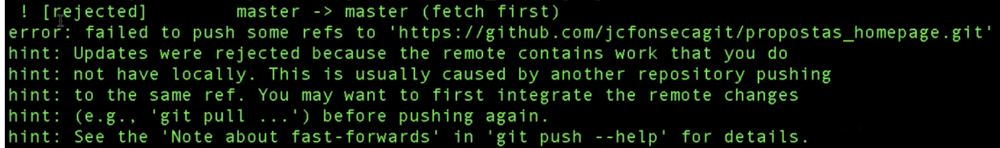 ! [rejected] master -> master (fetch first)
error: failed to push some refs to 'https://github.com/jcfonsecagit/propostas_homepage.git'
hint: Updates were rejected because the remote contains work that you do
hint: not have locally. This is usually caused by another repository pushing
hint: to the same ref. You may want to first integrate the remote changes
hint: (e.g., 'git pull ...') before pushing again.
hint: See the 'Note about fast-forwards' in 'git push --help' for details.